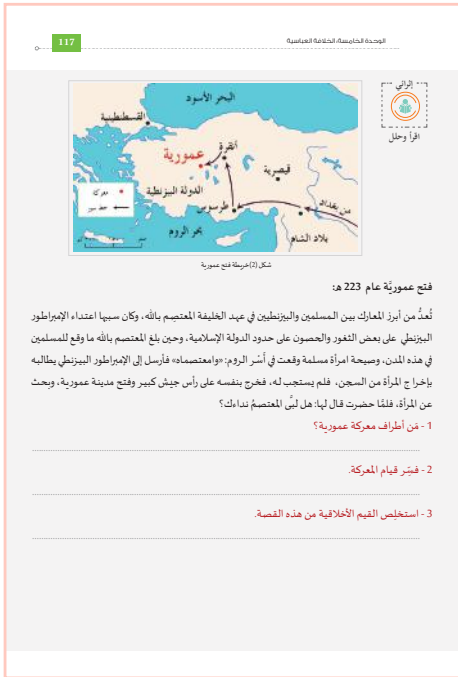 117
الوحدة الخامسة: الخلافة العباسية
إثرائي
اقرأ وحلل
البحر الأسود
القسطنطينية
أنقرة
عمورية
قيصرية
الدولة البيزنطية
معركة
خط سير
طرسوس
من بغداد
بحر الروم
بلاد الشام
شكل (2) خريطة فتح عمورية
فتح عموريَّة عام 223 هـ:
تُعدُّ من أبرز المعارك بين المسلمين والبيزنطيين في عهد الخليفة المعتصم بالله، وكان سببها اعتداء الإمبراطور
البيزنطي على بعض الثغور والحصون على حدود الدولة الإسلامية، وحين بلغ المعتصم بالله ما وقع للمسلمين
في هذه المدن، وصيحة امرأة مسلمة وقعت في أَسْر الروم: «وامعتصماه» فأرسل إلى الإمبراطور البيزنطي يطالبه
بإخراج المرأة من السجن، فلم يستجب له، فخرج بنفسه على رأس جيش كبير وفتح مدينة عمورية، وبحث
عن المرأة، فلمَّا حضرت قال لها: هل لبَّى المعتصمُ نداءك؟
1 - مَن أطراف معركة عمورية؟
2 - فسِّر قيام المعركة.
3 - استخلِص القيم الأخلاقية من هذه القصة.